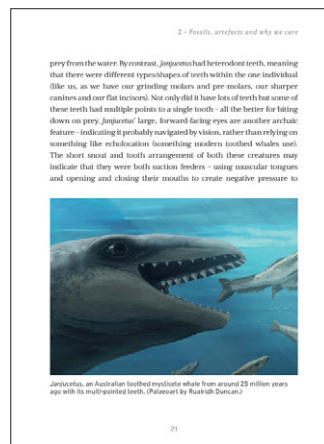 2 – Fossils, artefacts and why we care
prey from the water. By contrast, Janjucetus had heterodont teeth, meaning
that there were different types/shapes of teeth within the one individual
(like us, as we have our grinding molars and pre-molars, our sharper
canines and our flat incisors). Not only did it have lots of teeth but some of
these teeth had multiple points to a single tooth – all the better for biting
down on prey. Janjucetus' large, forward-facing eyes are another archaic
feature – indicating it probably navigated by vision, rather than relying on
something like echolocation (something modern (toothed whales use).
The short snout and tooth arrangement of both these creatures may
indicate that they were both suction feeders – using muscular tongues
and opening and closing their mouths to create negative pressure to
Janjucetus, an Australian toothed mysticete whale from around 25 million years
ago with its multi-pointed teeth. (Palaeoart by Ruairidh Duncan.)
21